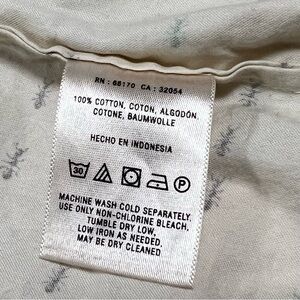 RN : 68170 CA : 32054
100% COTTON, COTON, ALGODÓN,
COTONE, BAUMWOLLE
HECHO EN INDONESIA
30 P
MACHINE WASH COLD SEPARATELY.
USE ONLY NON-CHLORINE BLEACH.
TUMBLE DRY LOW.
LOW IRON AS NEEDED.
MAY BE DRY CLEANED